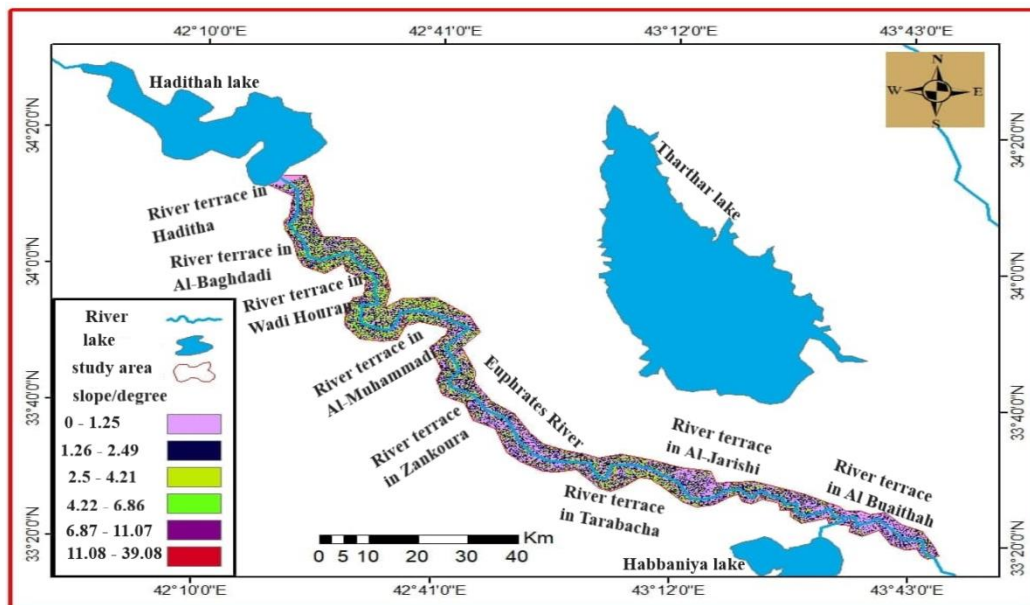 42°10'0"E
42°41'0"E
43°12'0"E
43°43'0"E
34°20'0"N
34°0'0"N
33°40'0"N
33°20'0"N
34°20'0"N
34°0'0"N
33°40'0"N
33°20'0"N
N
W
E
S
Hadithah lake
Tharthar lake
River terrace in
Haditha
River terrace in
Al-Baghdadi
River terrace in
Wadi Houran
River terrace in
Al-Muhammadi
River terrace
in Zankoura
Euphrates River
River terrace
in Al-Jarishi
River terrace
in Al Buaithah
River terrace
in Tarabacha
Habbaniya lake
River
lake
study area
slope/degree
0 - 1.25
1.26 - 2.49
2.5 - 4.21
4.22 - 6.86
6.87 - 11.07
11.08 - 39.08
Km
0 5 10 20 30 40
42°10'0"E
42°41'0"E
43°12'0"E
43°43'0"E